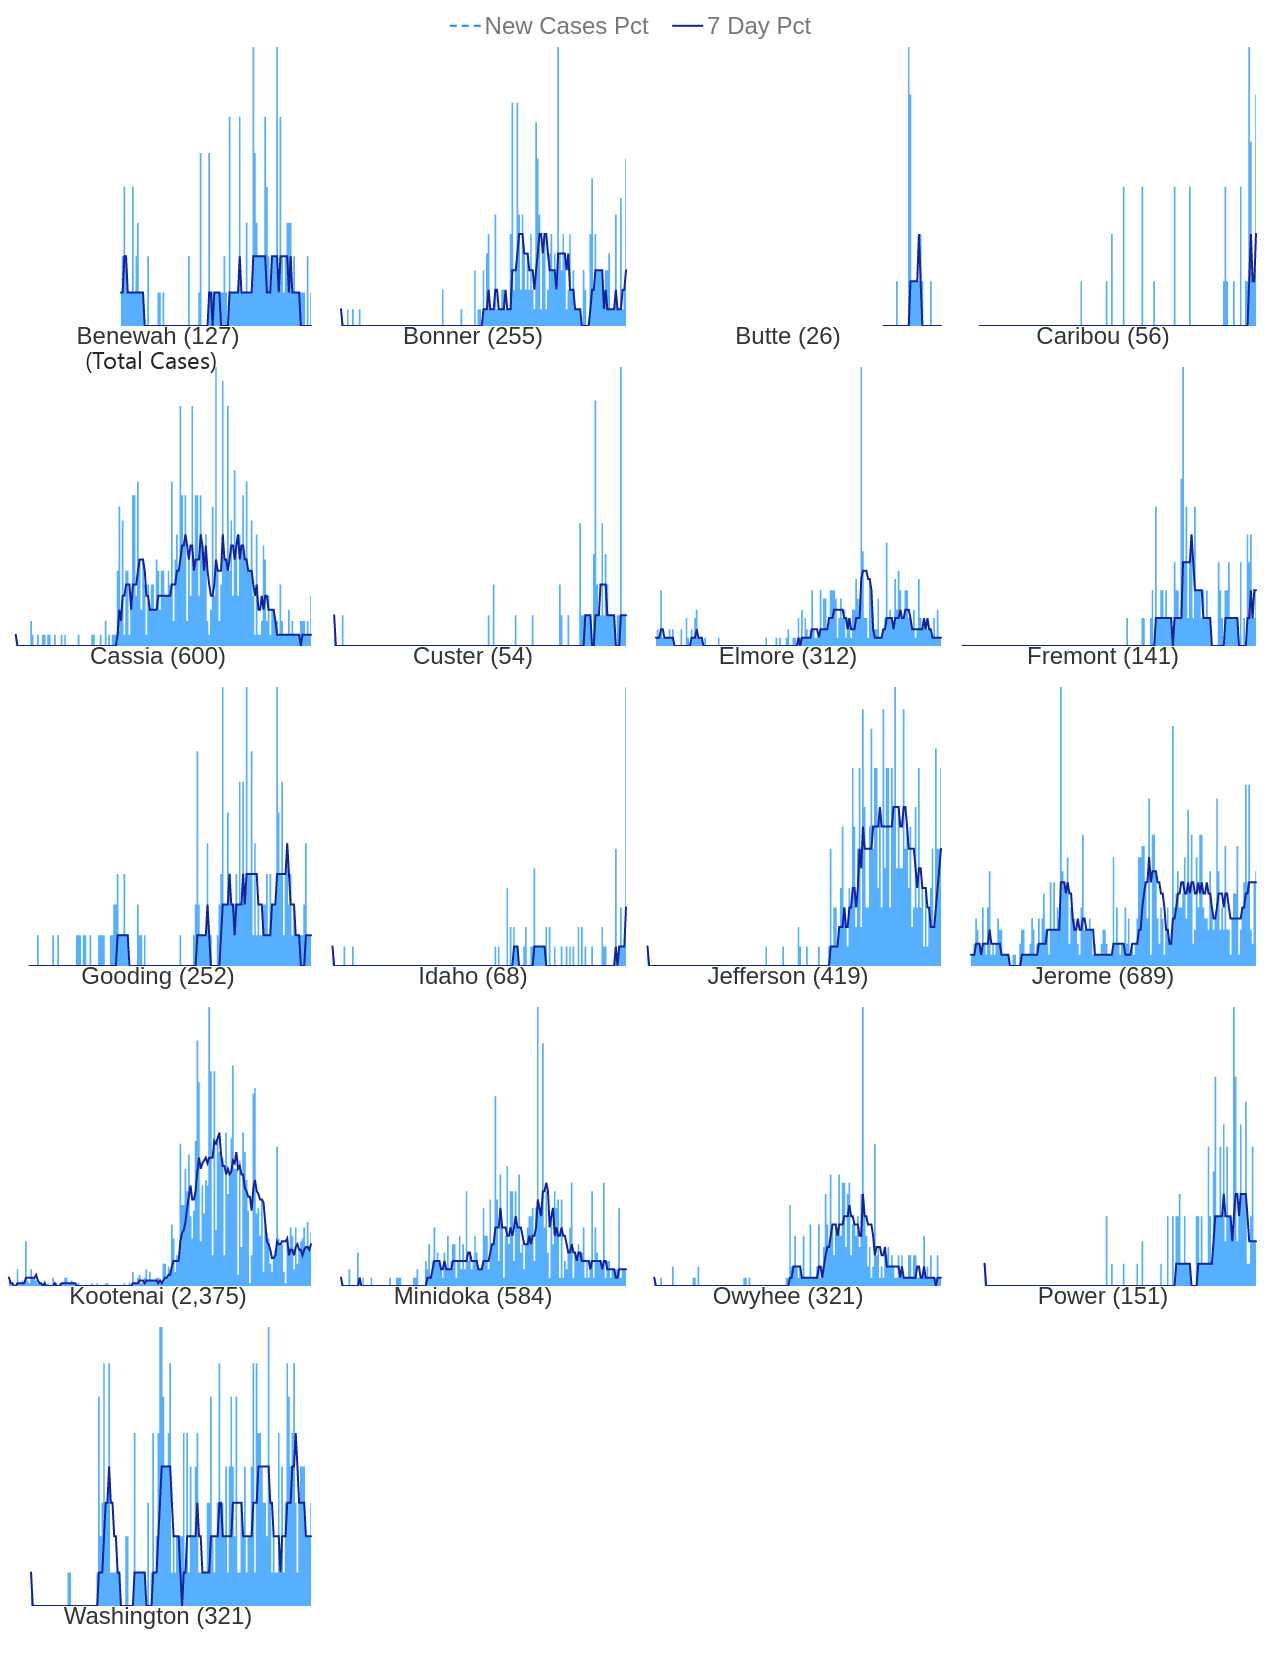 New Cases Pct 7 Day Pct
Benewah (127) Bonner (255) Butte (26) Caribou (56)
(Total Cases)
Cassia (600) Custer (54) Elmore (312) Fremont (141)
Gooding (252) Idaho (68) Jefferson (419) Jerome (689)
Kootenai (2,375) Minidoka (584) Owyhee (321) Power (151)
Washington (321)